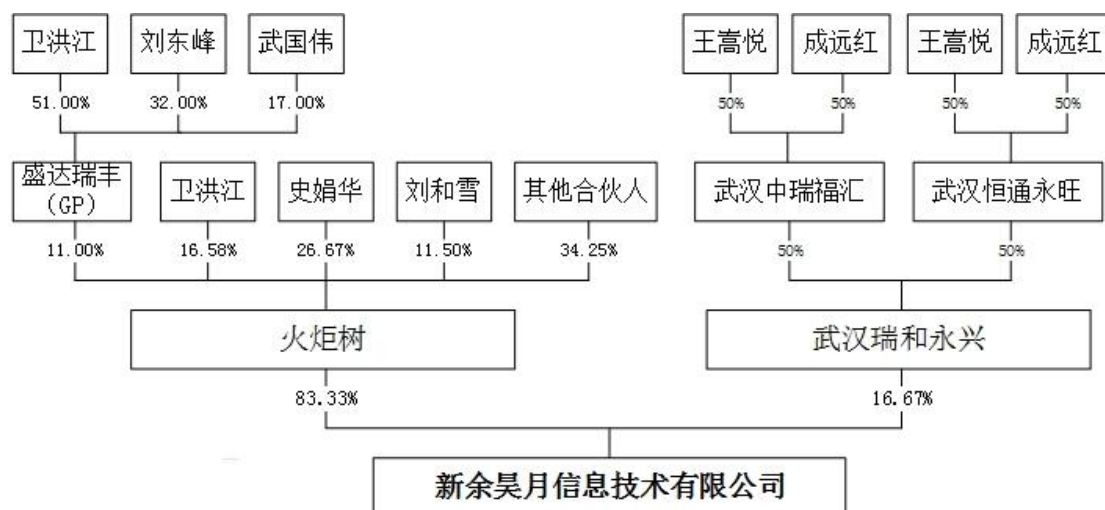 卫洪江 刘东峰 武国伟 王嵩悦 成远红 王嵩悦 成远红
51.00% 32.00% 17.00% 50% 50% 50% 50%
盛达瑞丰
(GP)
卫洪江 史娟华 刘和雪 其他合伙人 武汉中瑞福汇 武汉恒通永旺
11.00% 16.58% 26.67% 11.50% 34.25% 50% 50%
火炬树 武汉瑞和永兴
83.33% 16.67%
新余昊月信息技术有限公司